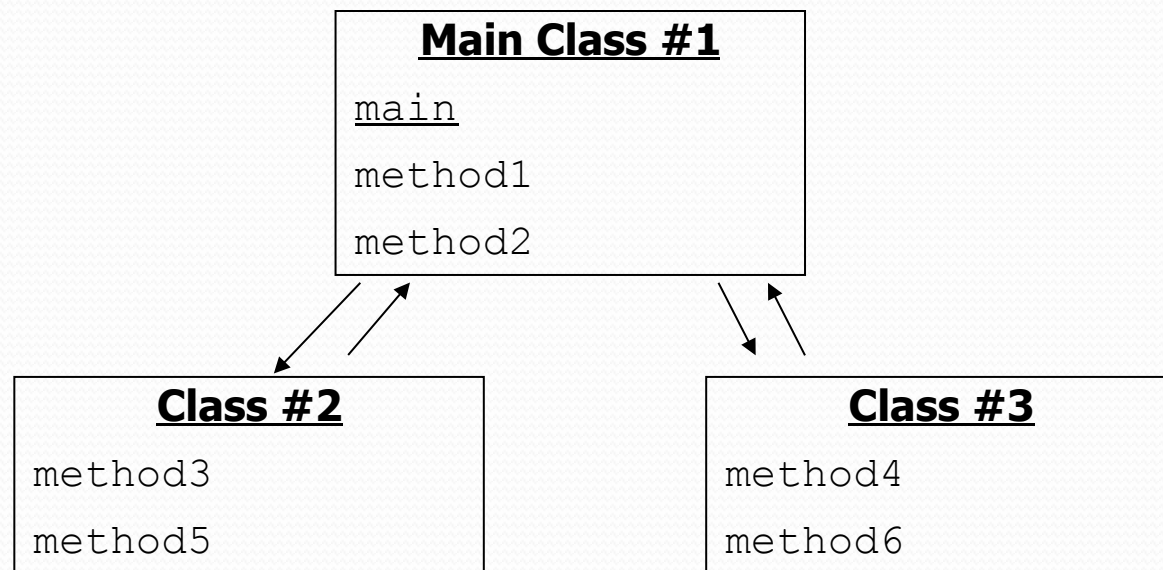 Main Class #1
main
method1
method2
Class #2
method3
method5
Class #3
method4
method6